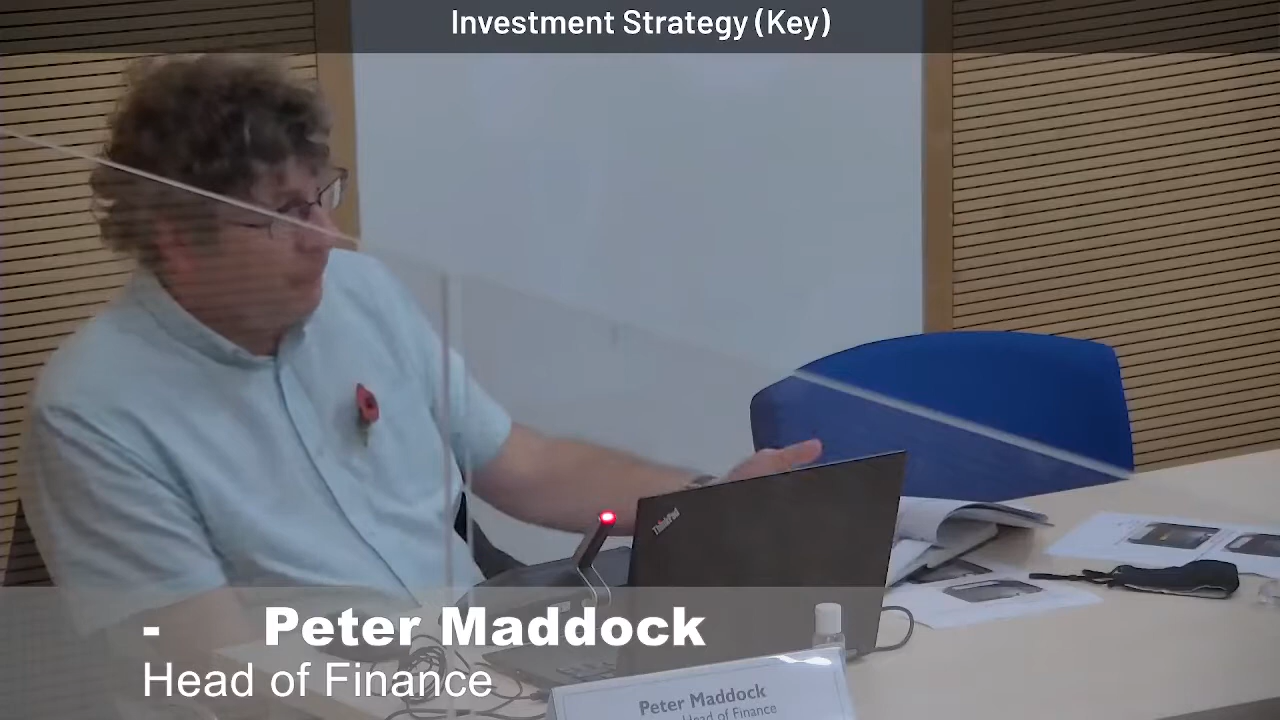 Investment Strategy (Key)
ThinkPad
- Peter Maddock
Head of Finance
Peter Maddock
Head of Finance